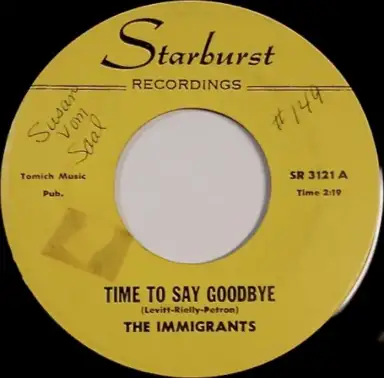 Starburst
RECORDINGS
Susan
Vom
Saal
#149
Tomich Music
Pub.
SR 3121 A
Time 2:19
TIME TO SAY GOODBYE
(Levitt-Rielly-Petron)
THE IMMIGRANTS